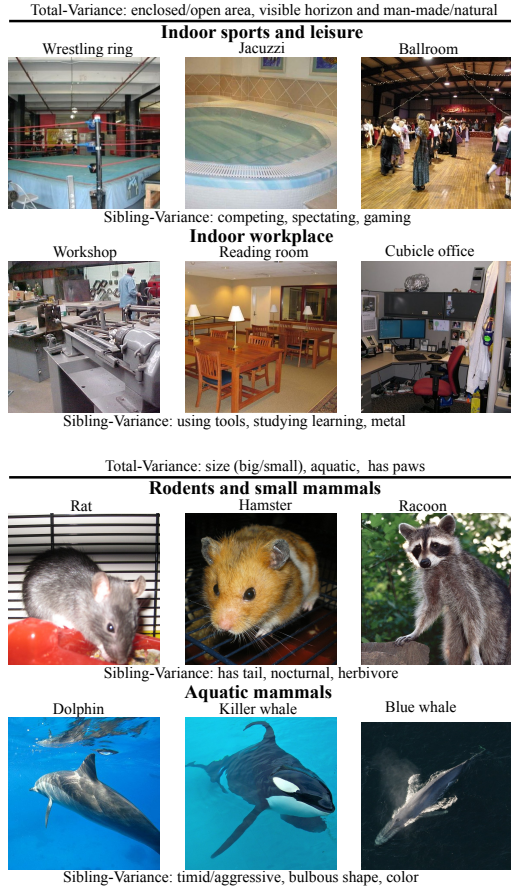 Total-Variance: enclosed/open area, visible horizon and man-made/natural
Indoor sports and leisure
Wrestling ring Jacuzzi Ballroom
Sibling-Variance: competing, spectating, gaming
Indoor workplace
Workshop Reading room Cubicle office
Sibling-Variance: using tools, studying learning, metal
Total-Variance: size (big/small), aquatic, has paws
Rodents and small mammals
Rat Hamster Racoon
Sibling-Variance: has tail, nocturnal, herbivore
Aquatic mammals
Dolphin Killer whale Blue whale
Sibling-Variance: timid/aggressive, bulbous shape, color